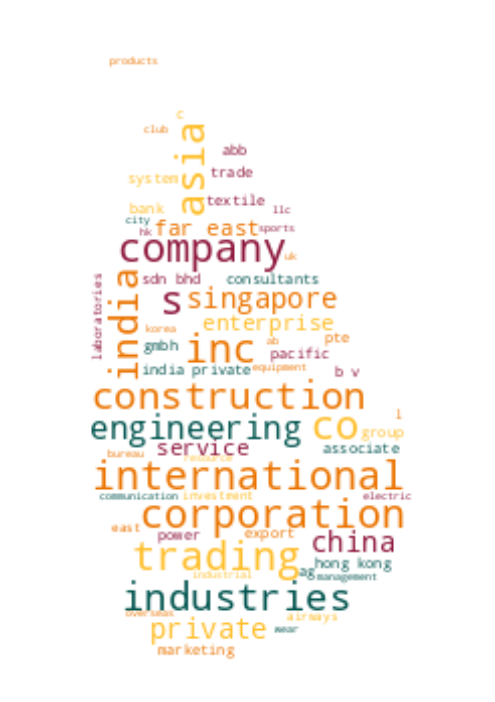 products
c
club
asia
abb
trade
system
textile
bank
llc
city
far east
sports
hk
company
uk
india
sdn bhd
consultants
laboratories
s
singapore
enterprise
korea
inc
ab
pte
gmbh
pacific
india private
equipment
b v
construction
l
engineering
co
group
service
associate
bureau
resource
international
communication
investment
electric
corporation
east
power
export
china
trading
hong kong
ag
industrial
management
industries
overseas
airways
private
wear
marketing